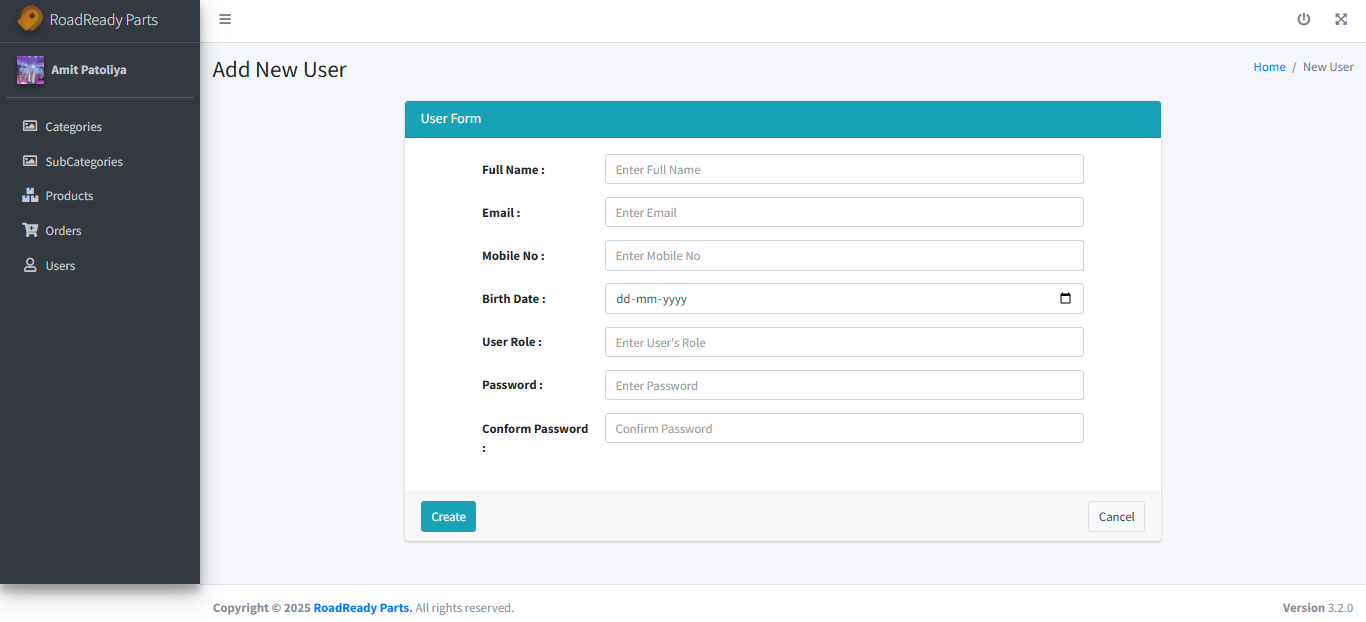 RoadReady Parts
Amit Patoliya
Categories
SubCategories
Products
Orders
Users
Add New User
Home / New User
User Form
Full Name : Enter Full Name
Email : Enter Email
Mobile No : Enter Mobile No
Birth Date : dd-mm-yyyy
User Role : Enter User's Role
Password : Enter Password
Conform Password Confirm Password
:
Create Cancel
Copyright © 2025 RoadReady Parts. All rights reserved. Version 3.2.0